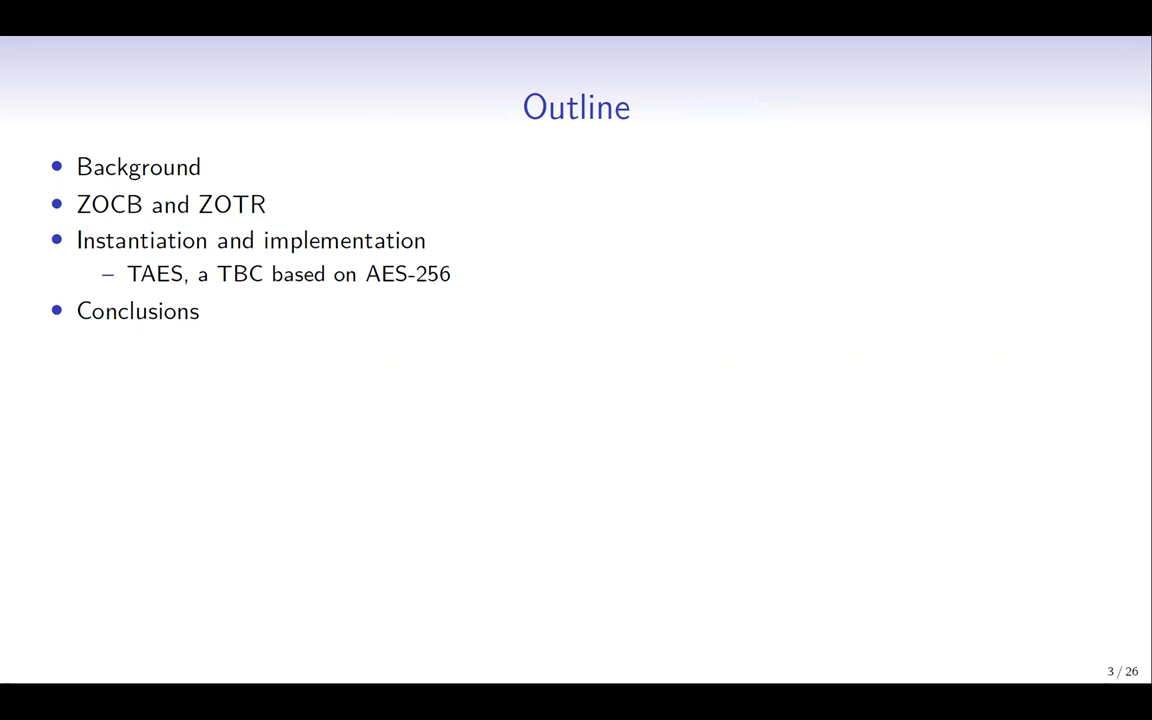 Outline
• Background
• ZOCB and ZOTR
• Instantiation and implementation
– TAES, a TBC based on AES-256
• Conclusions
3 / 26